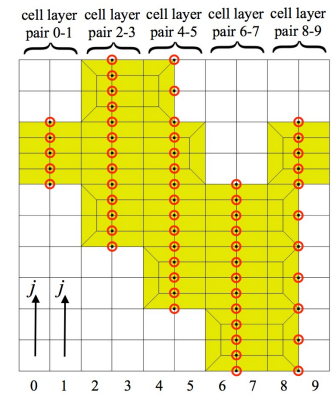 cell layer cell layer cell layer cell layer cell layer
pair 0-1 pair 2-3 pair 4-5 pair 6-7 pair 8-9
j j
0 1 2 3 4 5 6 7 8 9